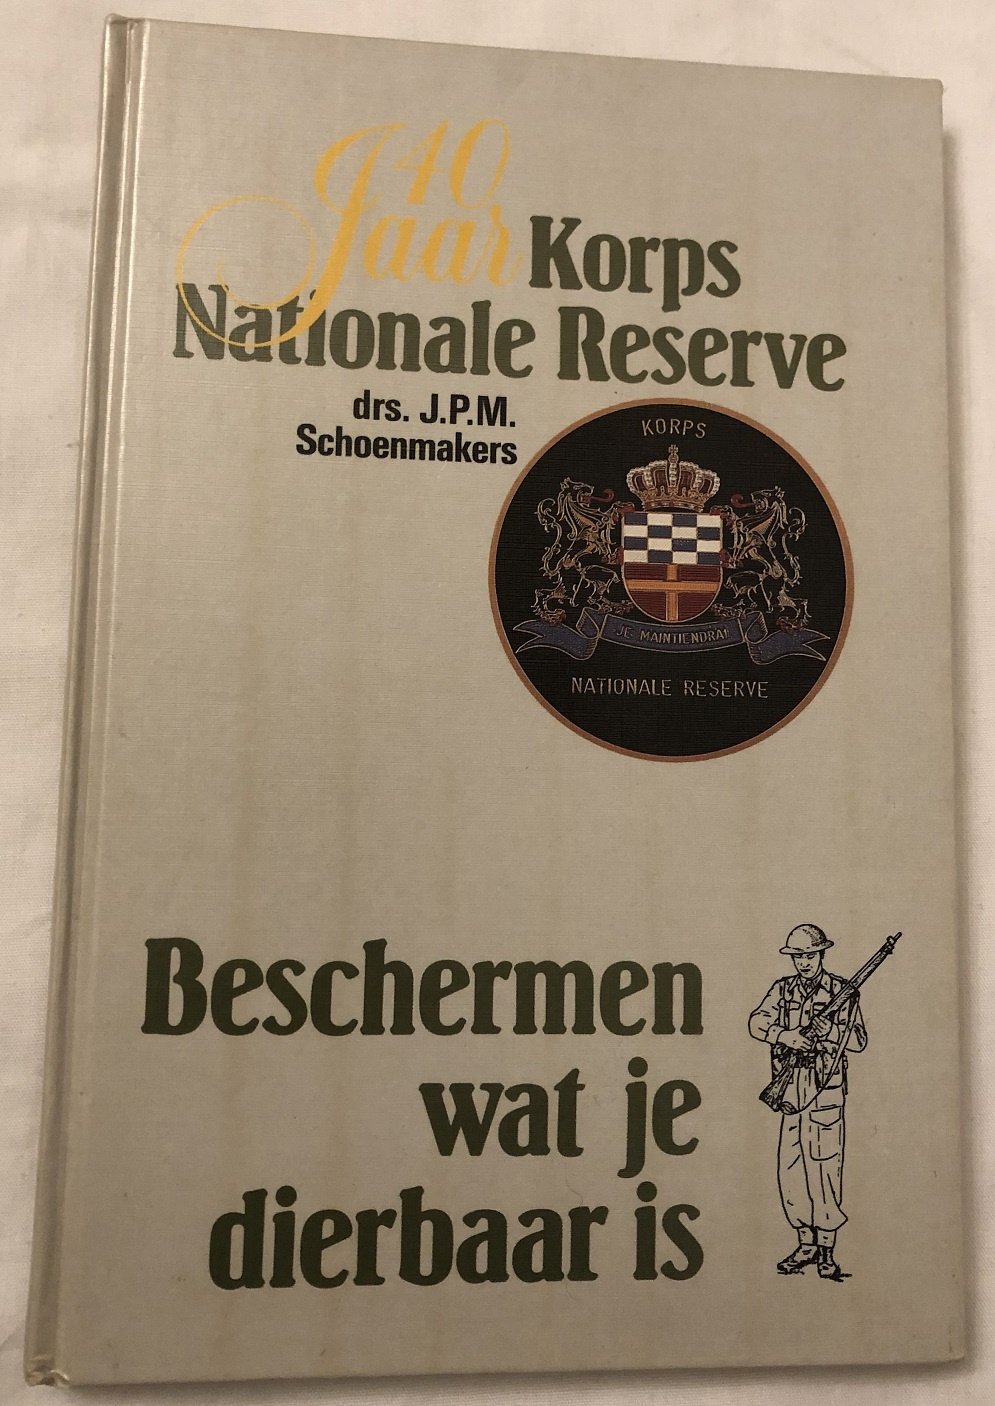 40
Jaar Korps
Nationale Reserve
drs. J.P.M.
Schoenmakers
KORPS
JE MAINTIENDRAI
NATIONALE RESERVE
Beschermen
wat je
dierbaar is